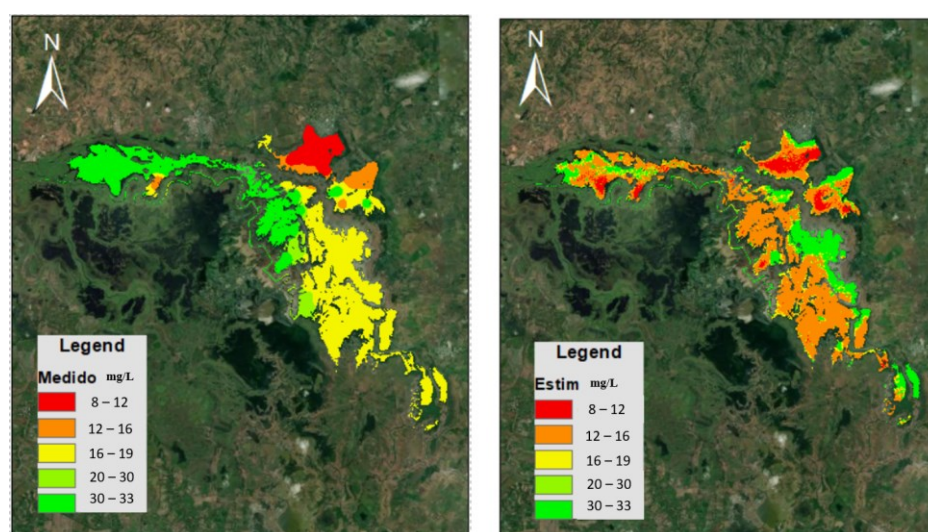 N
Legend
Medido mg/L
8 – 12
12 – 16
16 – 19
20 – 30
30 – 33
N
Legend
Estim mg/L
8 – 12
12 – 16
16 – 19
20 – 30
30 – 33